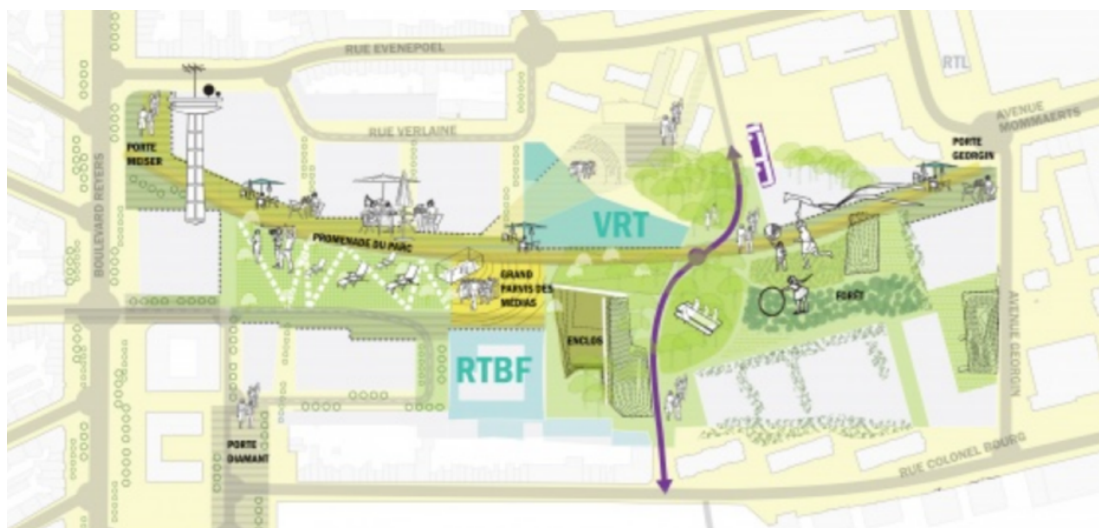 RUE EVENEPOEL
RTL
AVENUE
MOMMAERTS
RUE VERLAINE
PORTE
MEISER
PORTE
GEORGIN
BOULEVARD REYERS
VRT
PROMENADE DU PARC
GRAND
PARVIS DES
MÉDIAS
FORÊT
ENCLOS
RTBF
AVENUE GEORGIN
PORTE
DIAMANT
RUE COLONEL BOURG